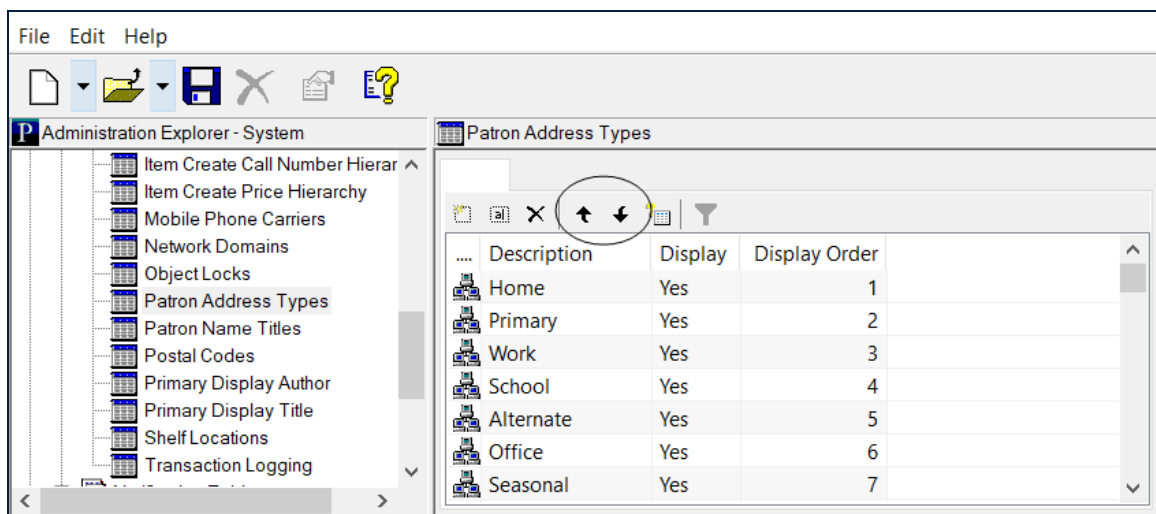 File Edit Help
P Administration Explorer - System
Item Create Call Number Hierar
Item Create Price Hierarchy
Mobile Phone Carriers
Network Domains
Object Locks
Patron Address Types
Patron Name Titles
Postal Codes
Primary Display Author
Primary Display Title
Shelf Locations
Transaction Logging
Patron Address Types
.... Description Display Display Order
Home Yes 1
Primary Yes 2
Work Yes 3
School Yes 4
Alternate Yes 5
Office Yes 6
Seasonal Yes 7